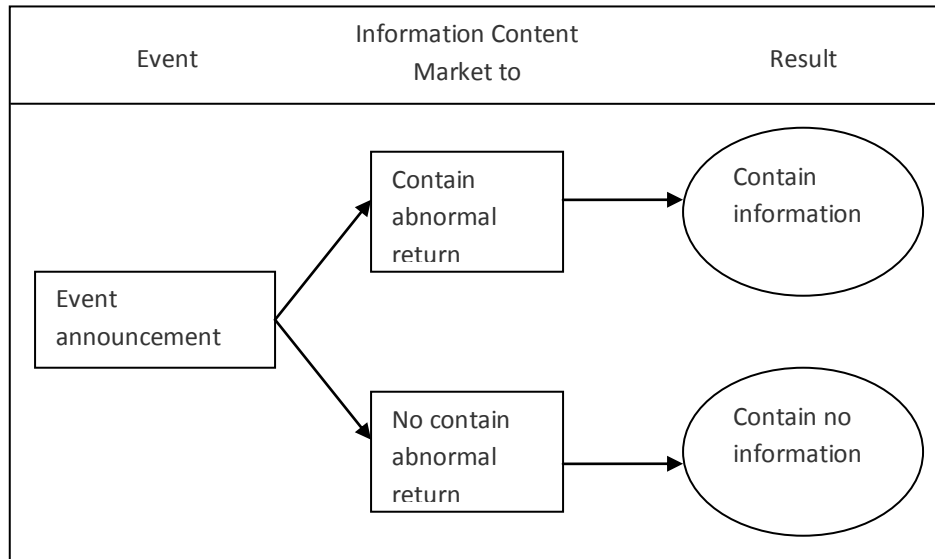 Event
Information Content
Market to
Result
Contain
abnormal
return
Contain
information
Event
announcement
No contain
abnormal
return
Contain no
information